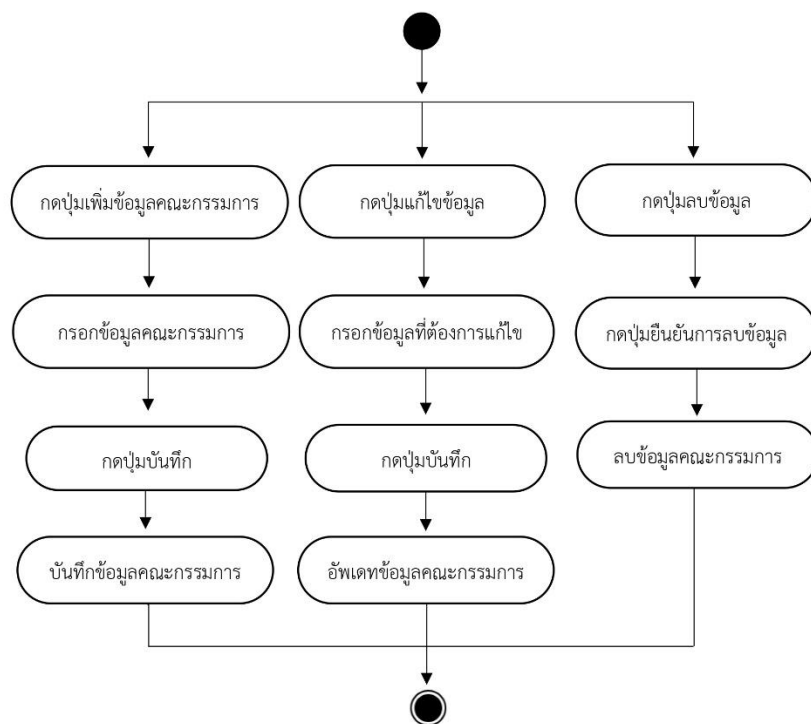 กดปุ่มเพิ่มข้อมูลคณะกรรมการ
กดปุ่มแก้ไขข้อมูล
กดปุ่มลบข้อมูล
กรอกข้อมูลคณะกรรมการ
กรอกข้อมูลที่ต้องการแก้ไข
กดปุ่มยืนยันการลบข้อมูล
กดปุ่มบันทึก
กดปุ่มบันทึก
ลบข้อมูลคณะกรรมการ
บันทึกข้อมูลคณะกรรมการ
อัพเดทข้อมูลคณะกรรมการ